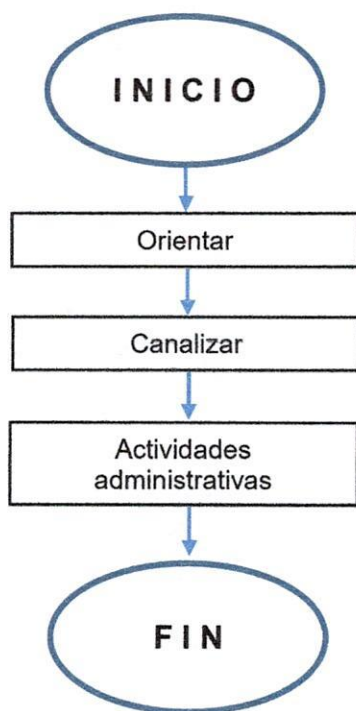 INICIO
Orientar
Canalizar
Actividades
administrativas
FIN